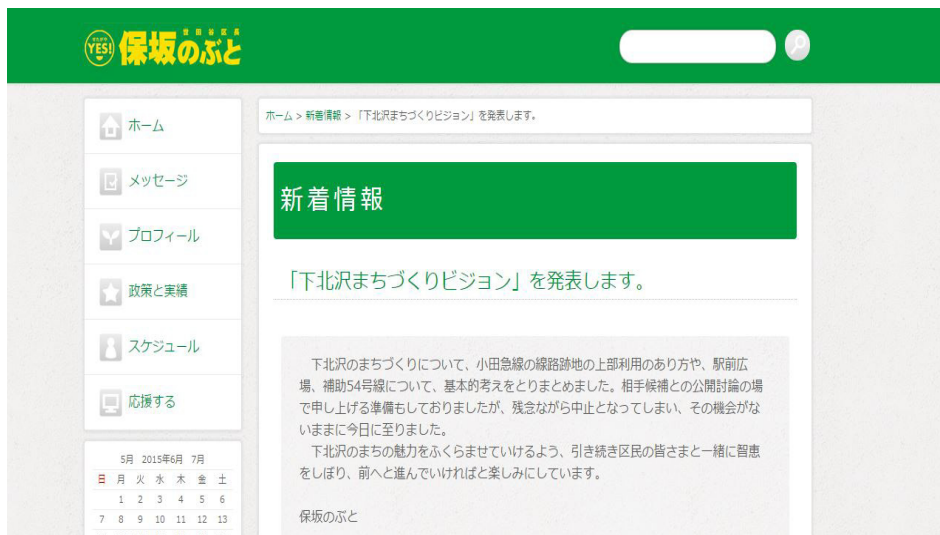 せたがや
YES!
世田谷区長
保坂のぶと
ホーム > 新着情報 > 「下北沢まちづくりビジョン」を発表します。
ホーム
メッセージ
プロフィール
政策と実績
スケジュール
応援する
5月 2015年6月 7月
日 月 火 水 木 金 土
1 2 3 4 5 6
7 8 9 10 11 12 13
新着情報
「下北沢まちづくりビジョン」を発表します。
下北沢のまちづくりについて、小田急線の線路跡地の上部利用のあり方や、駅前広
場、補助54号線について、基本的考えをとりまとめました。相手候補との公開討論の場
で申し上げる準備もしておりましたが、残念ながら中止となってしまい、その機会がな
いままに今日に至りました。
下北沢のまちの魅力をふくらませていけるよう、引き続き区民の皆さまと一緒に智恵
をしぼり、前へと進んでいければと楽しみにしています。
保坂のぶと